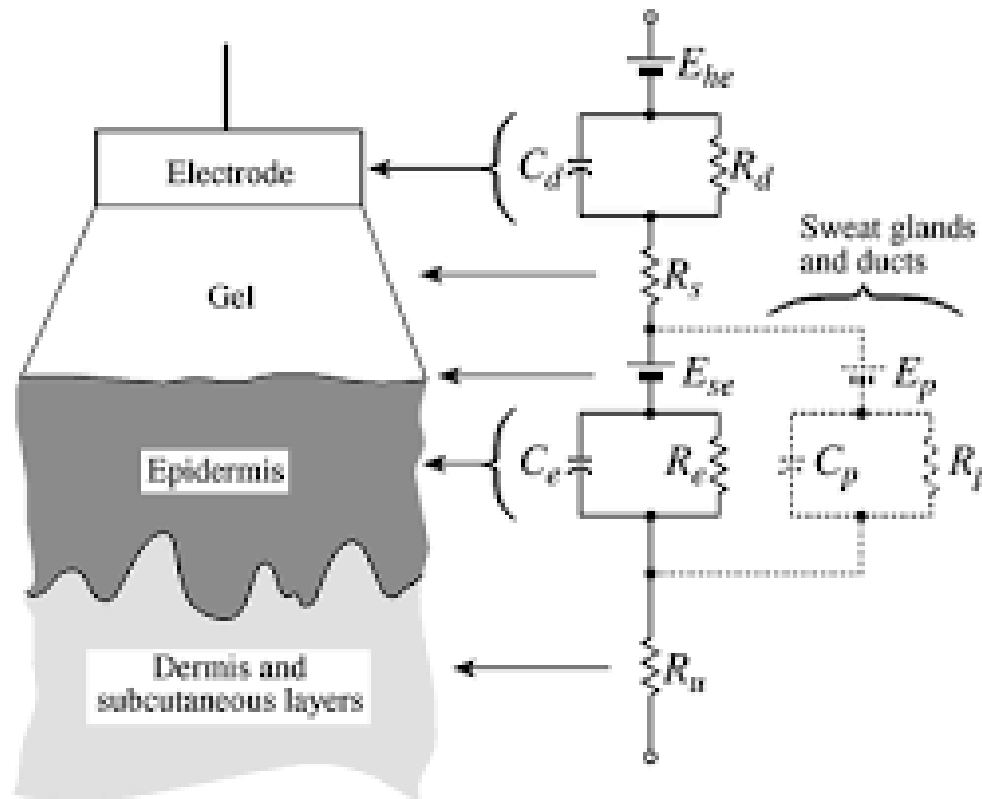 E_he
Electrode
C_d
R_d
Sweat glands
and ducts
Gel
R_s
E_se
E_p
Epidermis
C_e
R_e
C_p
Dermis and
subcutaneous layers
R_u